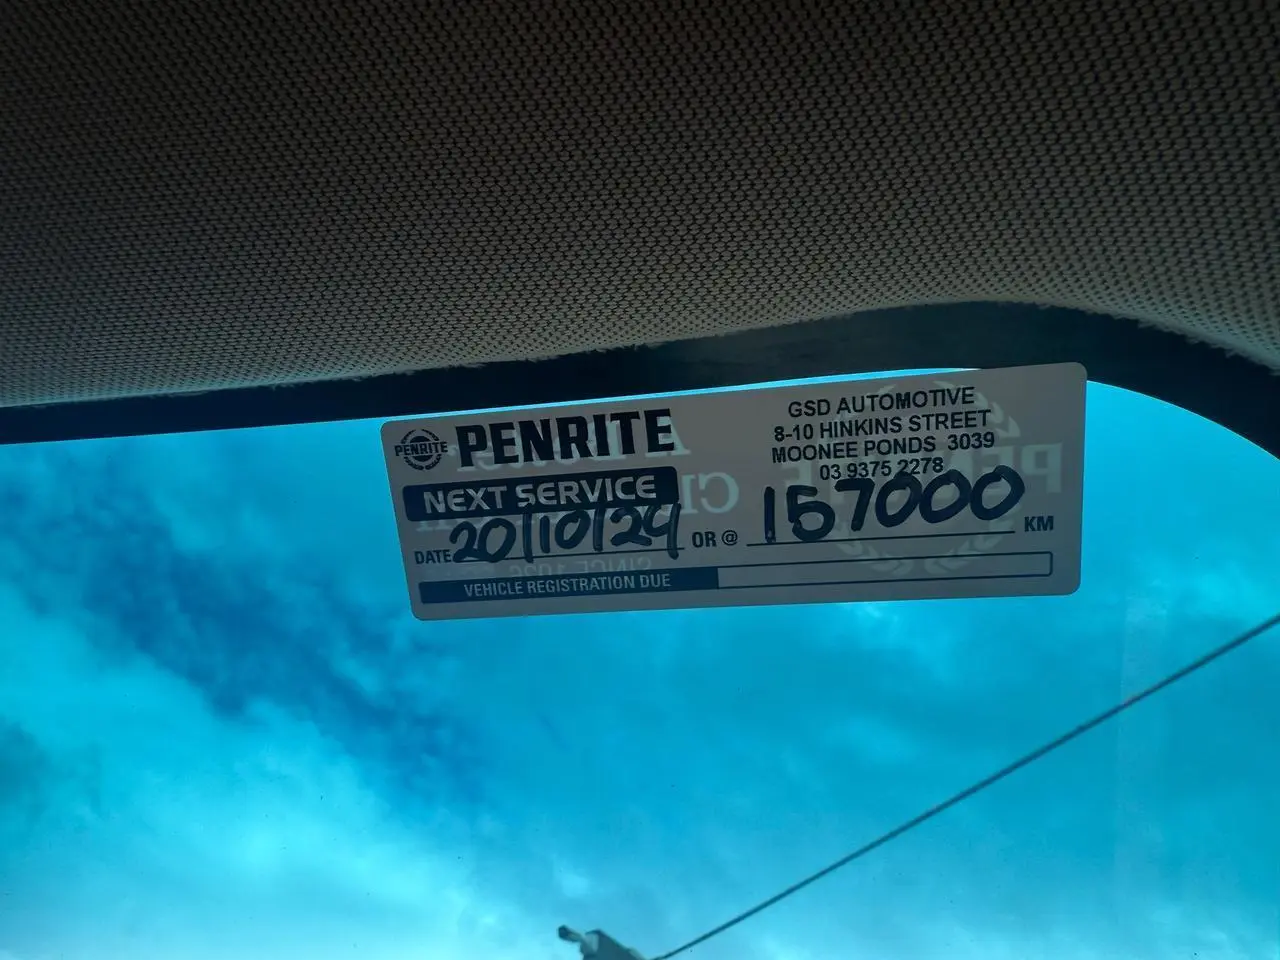 PENRITE PENRITE
GSD AUTOMOTIVE
8-10 HINKINS STREET
MOONEE PONDS 3039
03 9375 2278
NEXT SERVICE
DATE 20/10/24 OR @ 157000 KM
VEHICLE REGISTRATION DUE